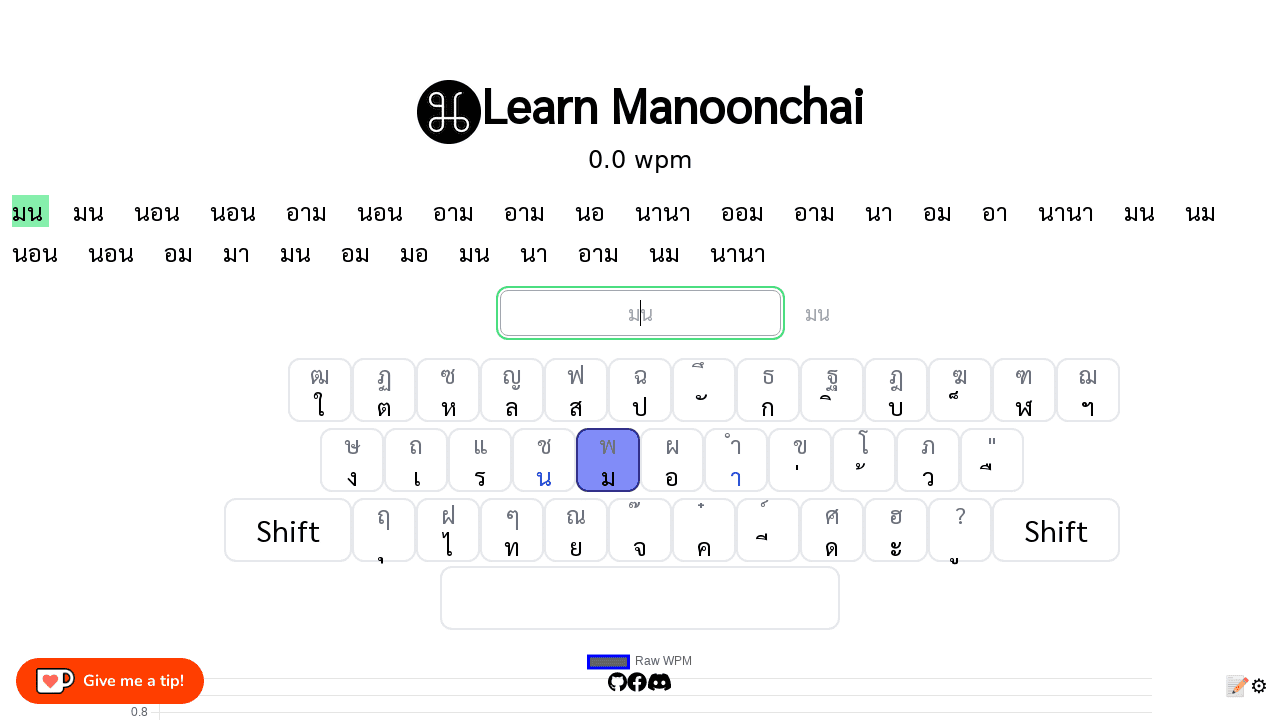 Learn Manoonchai
0.0 wpm
มน มน นอน นอน อาม นอน อาม อาม นอ นานา ออม อาม นา อม อา นานา มน นม
นอน นอน อม มา มน อม มอ มน นา อาม นม นานา
มน มน
ฒ ฏ ซ ญ ฟ ฉ ึ ธ ฐ ฎ ฆ ฑ ฌ
ใ ต ห ล ส ป ั ก ิ บ ็ ฬ ฯ
ษ ถ แ ช พ ผ ำ ข โ ภ "
ง เ ร น ม อ า ่ ้ ว ื
Shift ฤ ฝ ๆ ณ ๊ ๋ ์ ศ ฮ ? Shift
ุ ไ ท ย จ ค ี ด ะ ู
Raw WPM
Give me a tip!
0.8